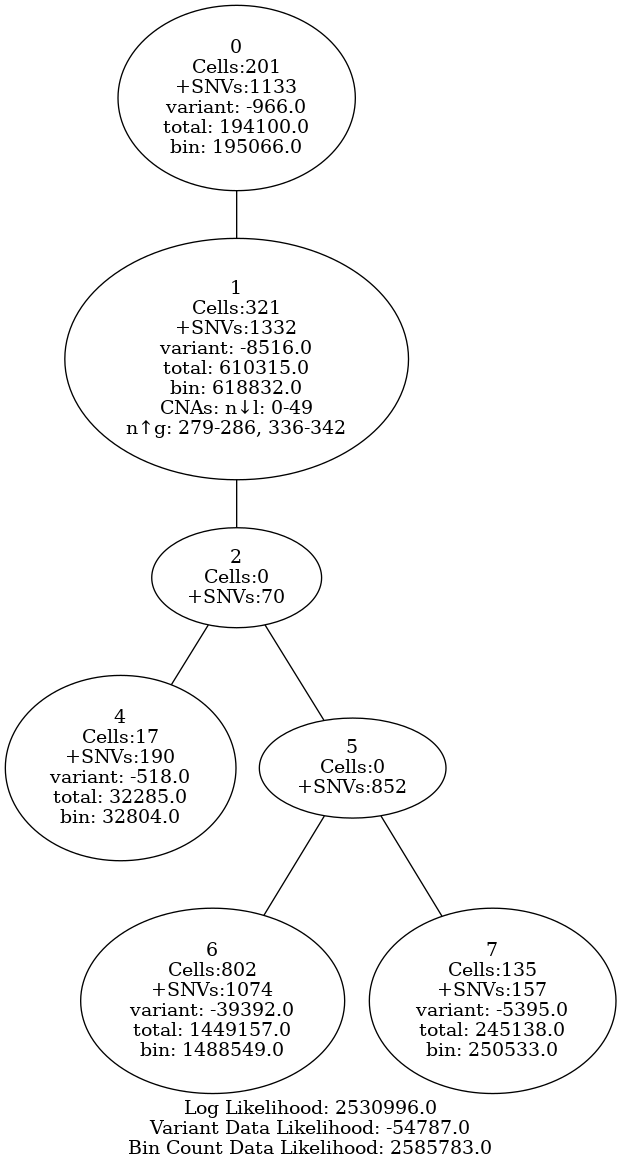 0
Cells:201
+SNVs:1133
variant: -966.0
total: 194100.0
bin: 195066.0
1
Cells:321
+SNVs:1332
variant: -8516.0
total: 610315.0
bin: 618832.0
CNAs: n↓l: 0-49
n↑g: 279-286, 336-342
2
Cells:0
+SNVs:70
4
Cells:17
+SNVs:190
variant: -518.0
total: 32285.0
bin: 32804.0
5
Cells:0
+SNVs:852
6
Cells:802
+SNVs:1074
variant: -39392.0
total: 1449157.0
bin: 1488549.0
7
Cells:135
+SNVs:157
variant: -5395.0
total: 245138.0
bin: 250533.0
Log Likelihood: 2530996.0
Variant Data Likelihood: -54787.0
Bin Count Data Likelihood: 2585783.0